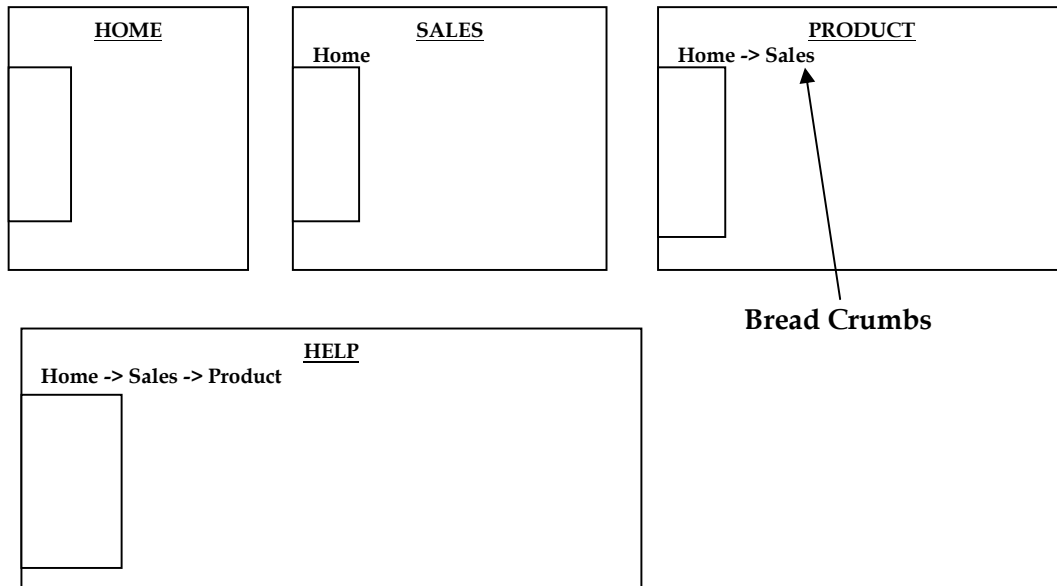 HOME
SALES
PRODUCT
Home
Home -> Sales
Bread Crumbs
HELP
Home -> Sales -> Product